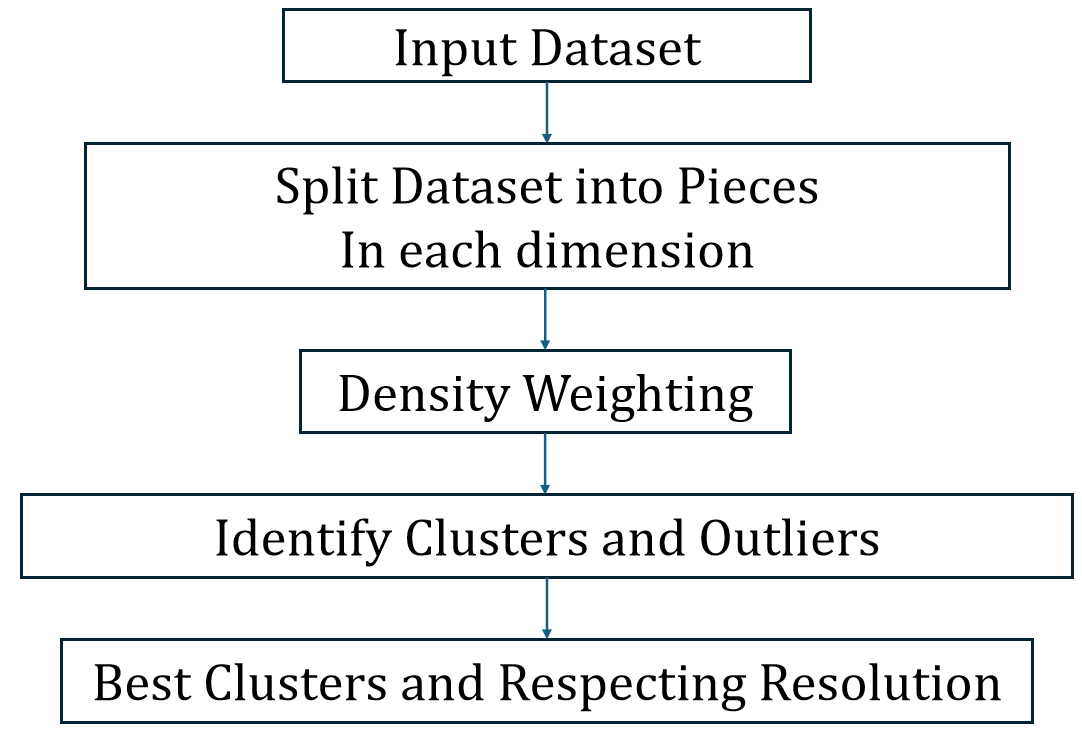 Input Dataset
Split Dataset into Pieces
In each dimension
Density Weighting
Identify Clusters and Outliers
Best Clusters and Respecting Resolution